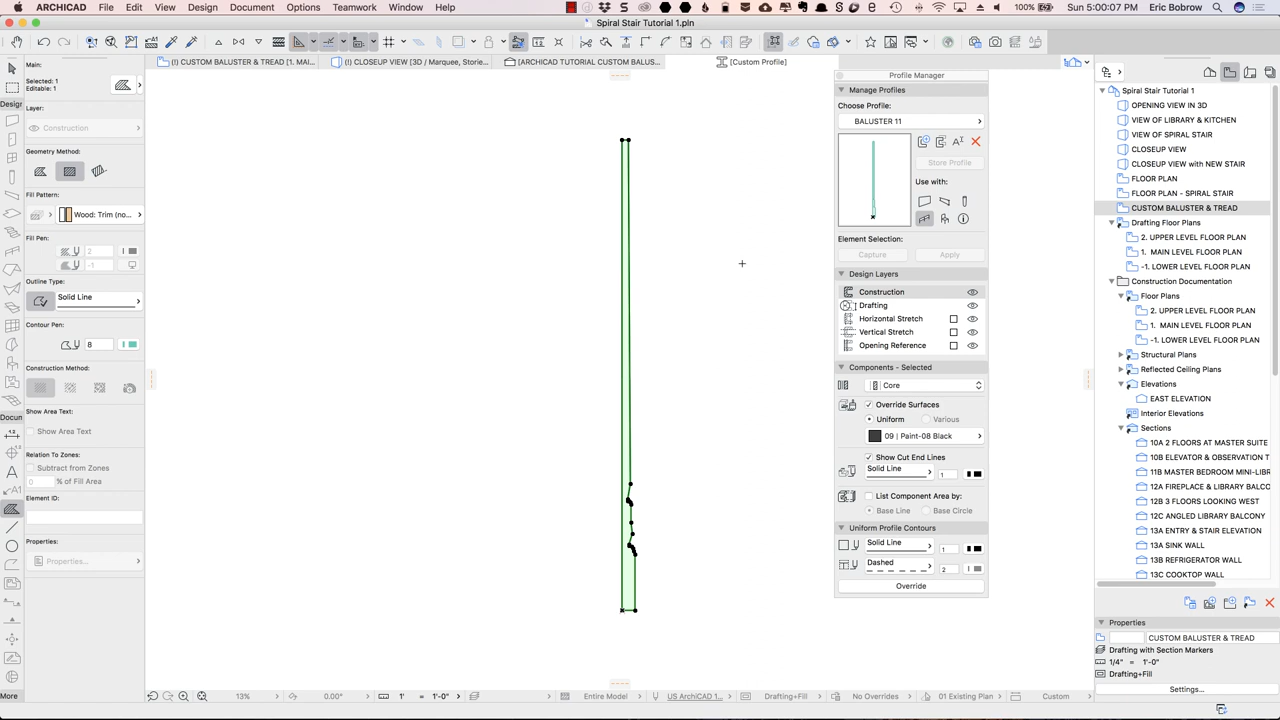 ARCHICAD File Edit View Design Document Options Teamwork Window Help 100% Sun 5:00:07 PM Eric Bobrow
Spiral Stair Tutorial 1.pln
(!) CUSTOM BALUSTER & TREAD [1. MAI... (!) CLOSEUP VIEW [3D / Marquee, Storie... [ARCHICAD TUTORIAL CUSTOM BALUS... [Custom Profile]
Main:
Selected: 1
Editable: 1
Layer:
Construction
Geometry Method:
Fill Pattern:
Wood: Trim (no...
Fill Pen:
2
-1
Outline Type:
Solid Line
Contour Pen:
8
Construction Method:
Show Area Text:
Show Area Text
Relation To Zones:
Subtract from Zones
0 % of Fill Area
Element ID:
Properties:
Properties...
Design
Docun
More
Profile Manager
Manage Profiles
Choose Profile:
BALUSTER 11
Store Profile
Use with:
Element Selection:
Capture Apply
Design Layers
Construction
Drafting
Horizontal Stretch
Vertical Stretch
Opening Reference
Components - Selected
Core
Override Surfaces
Uniform Various
09 | Paint-08 Black
Show Cut End Lines
Solid Line 1
List Component Area by:
Base Line Base Circle
Uniform Profile Contours
Solid Line 1
Dashed 2
Override
Spiral Stair Tutorial 1
OPENING VIEW IN 3D
VIEW OF LIBRARY & KITCHEN
VIEW OF SPIRAL STAIR
CLOSEUP VIEW
CLOSEUP VIEW with NEW STAIR
FLOOR PLAN
FLOOR PLAN - SPIRAL STAIR
CUSTOM BALUSTER & TREAD
Drafting Floor Plans
2. UPPER LEVEL FLOOR PLAN
1. MAIN LEVEL FLOOR PLAN
-1. LOWER LEVEL FLOOR PLAN
Construction Documentation
Floor Plans
2. UPPER LEVEL FLOOR PLAN
1. MAIN LEVEL FLOOR PLAN
-1. LOWER LEVEL FLOOR PLAN
Structural Plans
Reflected Ceiling Plans
Elevations
EAST ELEVATION
Interior Elevations
Sections
10A 2 FLOORS AT MASTER SUITE
10B ELEVATOR & OBSERVATION T
11B MASTER BEDROOM MINI-LIBR
12A FIREPLACE & LIBRARY BALCO
12B 3 FLOORS LOOKING WEST
12C ANGLED LIBRARY BALCONY
13A ENTRY & STAIR ELEVATION
13A SINK WALL
13B REFRIGERATOR WALL
13C COOKTOP WALL
Properties
CUSTOM BALUSTER & TREAD
Drafting with Section Markers
1/4" = 1'-0"
Drafting+Fill
Settings...
13% 0.00° 1' = 1'-0" Entire Model US ArchiCAD 1... Drafting+Fill No Overrides 01 Existing Plan Custom